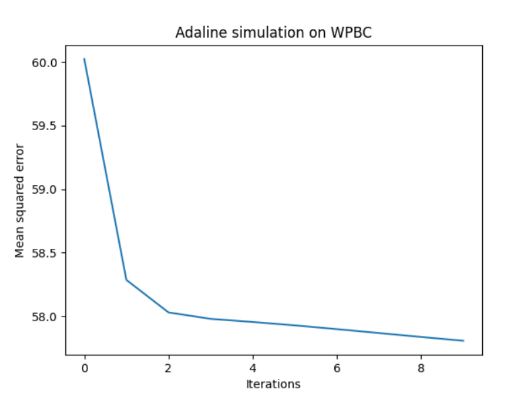 Adaline simulation on WPBC
60.0
59.5
59.0
58.5
58.0
Mean squared error
0 2 4 6 8
Iterations